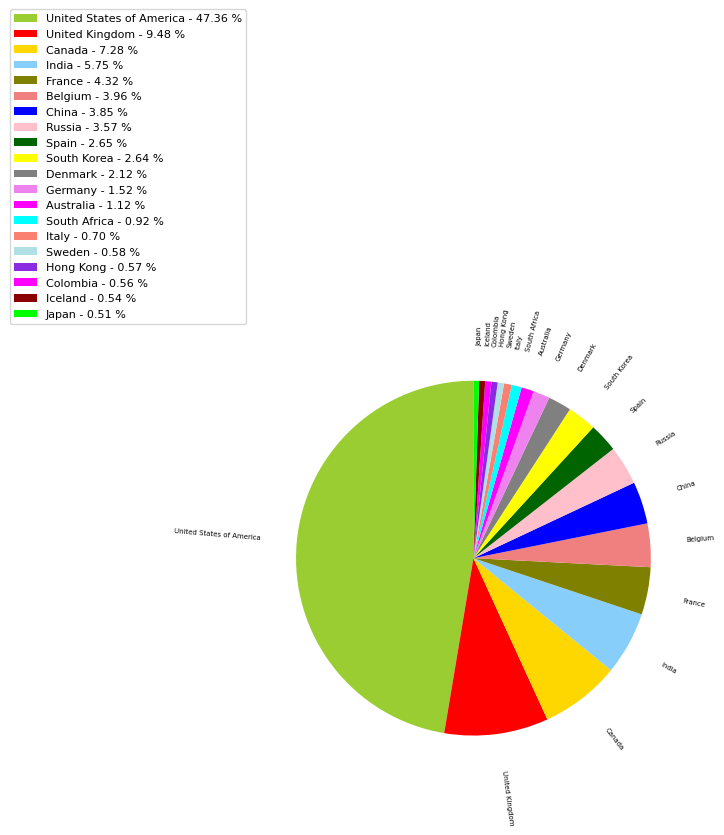 United States of America - 47.36 %
United Kingdom - 9.48 %
Canada - 7.28 %
India - 5.75 %
France - 4.32 %
Belgium - 3.96 %
China - 3.85 %
Russia - 3.57 %
Spain - 2.65 %
South Korea - 2.64 %
Denmark - 2.12 %
Germany - 1.52 %
Australia - 1.12 %
South Africa - 0.92 %
Italy - 0.70 %
Sweden - 0.58 %
Hong Kong - 0.57 %
Colombia - 0.56 %
Iceland - 0.54 %
Japan - 0.51 %
Japan
Iceland
Colombia
Hong Kong
Sweden
Italy
South Africa
Australia
Germany
Denmark
South Korea
Spain
Russia
China
Belgium
France
India
Canada
United Kingdom
United States of America